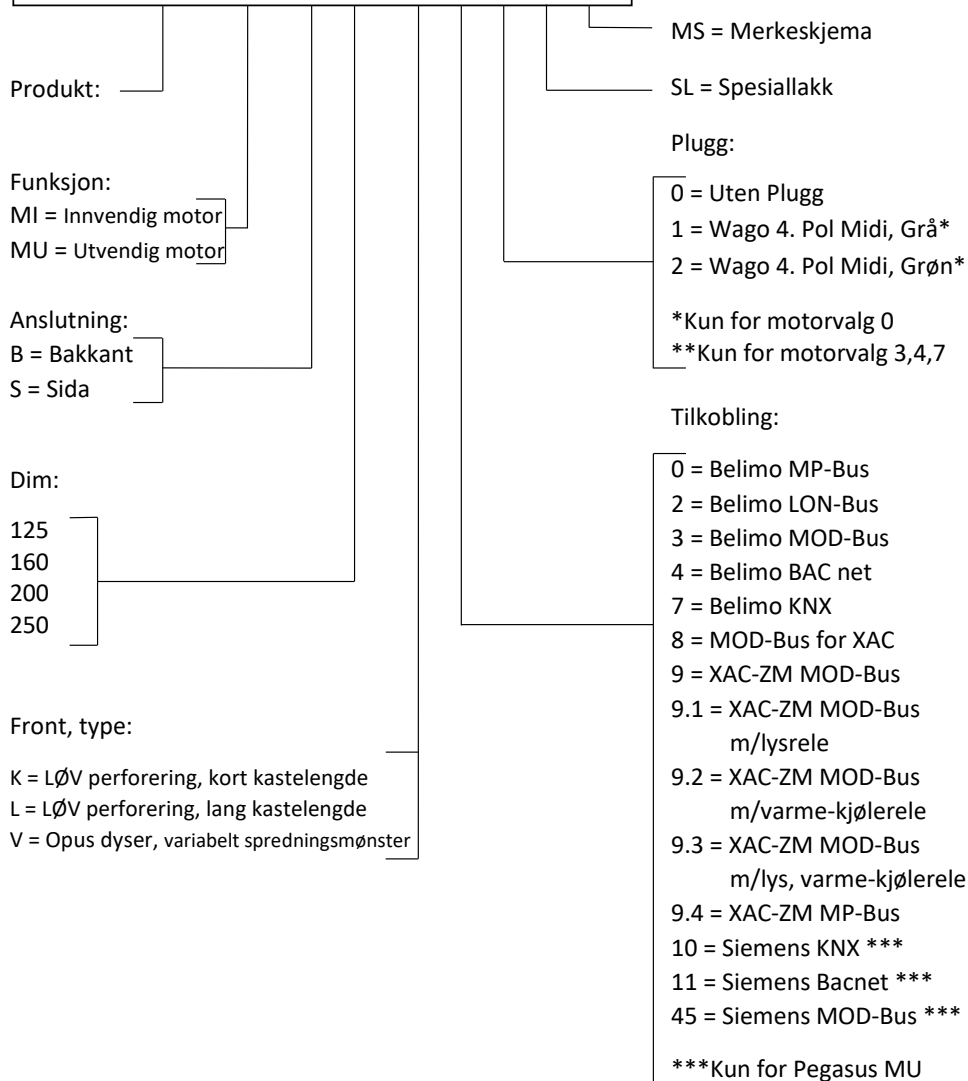 Produkt:
Funksjon:
MI = Innvendig motor
MU = Utvendig motor
Anslutning:
B = Bakkant
S = Sida
Dim:
125
160
200
250
Front, type:
K = LØV perforering, kort kastelengde
L = LØV perforering, lang kastelengde
V = Opus dyser, variabelt spredningsmønster
MS = Merkeskjema
SL = Spesiallakk
Plugg:
0 = Uten Plugg
1 = Wago 4. Pol Midi, Grå*
2 = Wago 4. Pol Midi, Grøn*
*Kun for motorvalg 0
**Kun for motorvalg 3,4,7
Tilkobling:
0 = Belimo MP-Bus
2 = Belimo LON-Bus
3 = Belimo MOD-Bus
4 = Belimo BAC net
7 = Belimo KNX
8 = MOD-Bus for XAC
9 = XAC-ZM MOD-Bus
9.1 = XAC-ZM MOD-Bus
m/lysrele
9.2 = XAC-ZM MOD-Bus
m/varme-kjølerele
9.3 = XAC-ZM MOD-Bus
m/lys, varme-kjølerele
9.4 = XAC-ZM MP-Bus
10 = Siemens KNX ***
11 = Siemens Bacnet ***
45 = Siemens MOD-Bus ***
***Kun for Pegasus MU